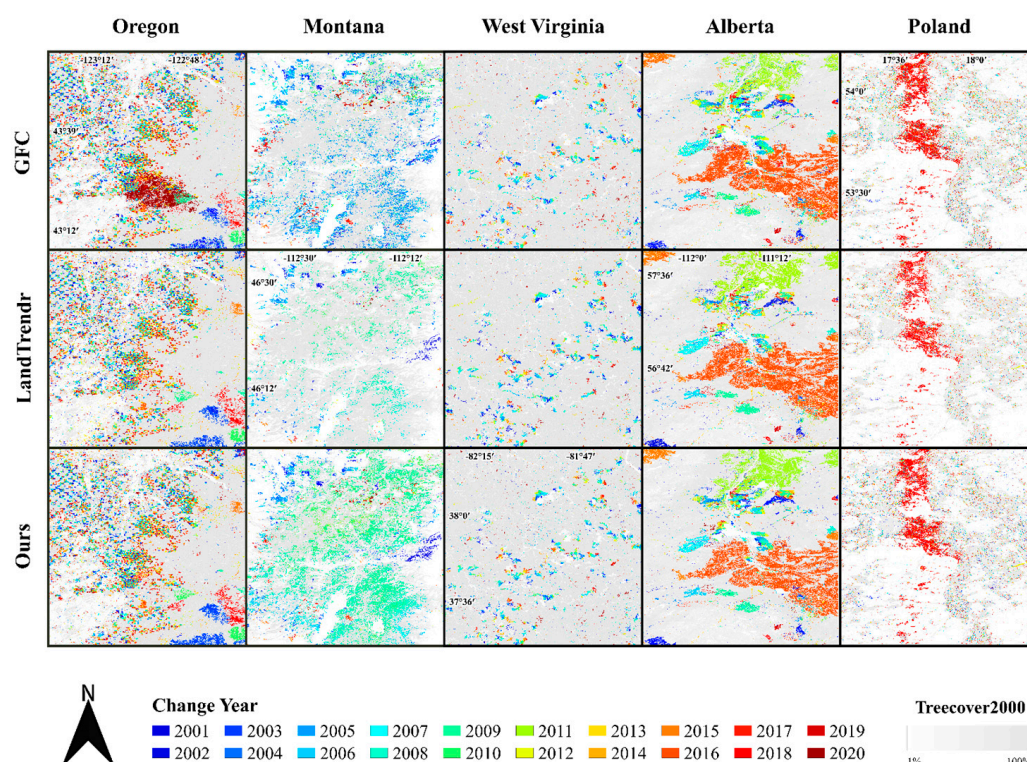 Oregon Montana West Virginia Alberta Poland
GFC
-123°12' -122°48'
43°39'
43°12'
17°36' 18°0'
54°0'
53°30'
LandTrendr
-112°30' -112°12'
46°30'
46°12'
-112°0' -111°12'
57°36'
56°42'
Ours
-82°15' -81°47'
38°0'
37°36'
N
Change Year Treecover2000
2001 2003 2005 2007 2009 2011 2013 2015 2017 2019
2002 2004 2006 2008 2010 2012 2014 2016 2018 2020
1% 100%